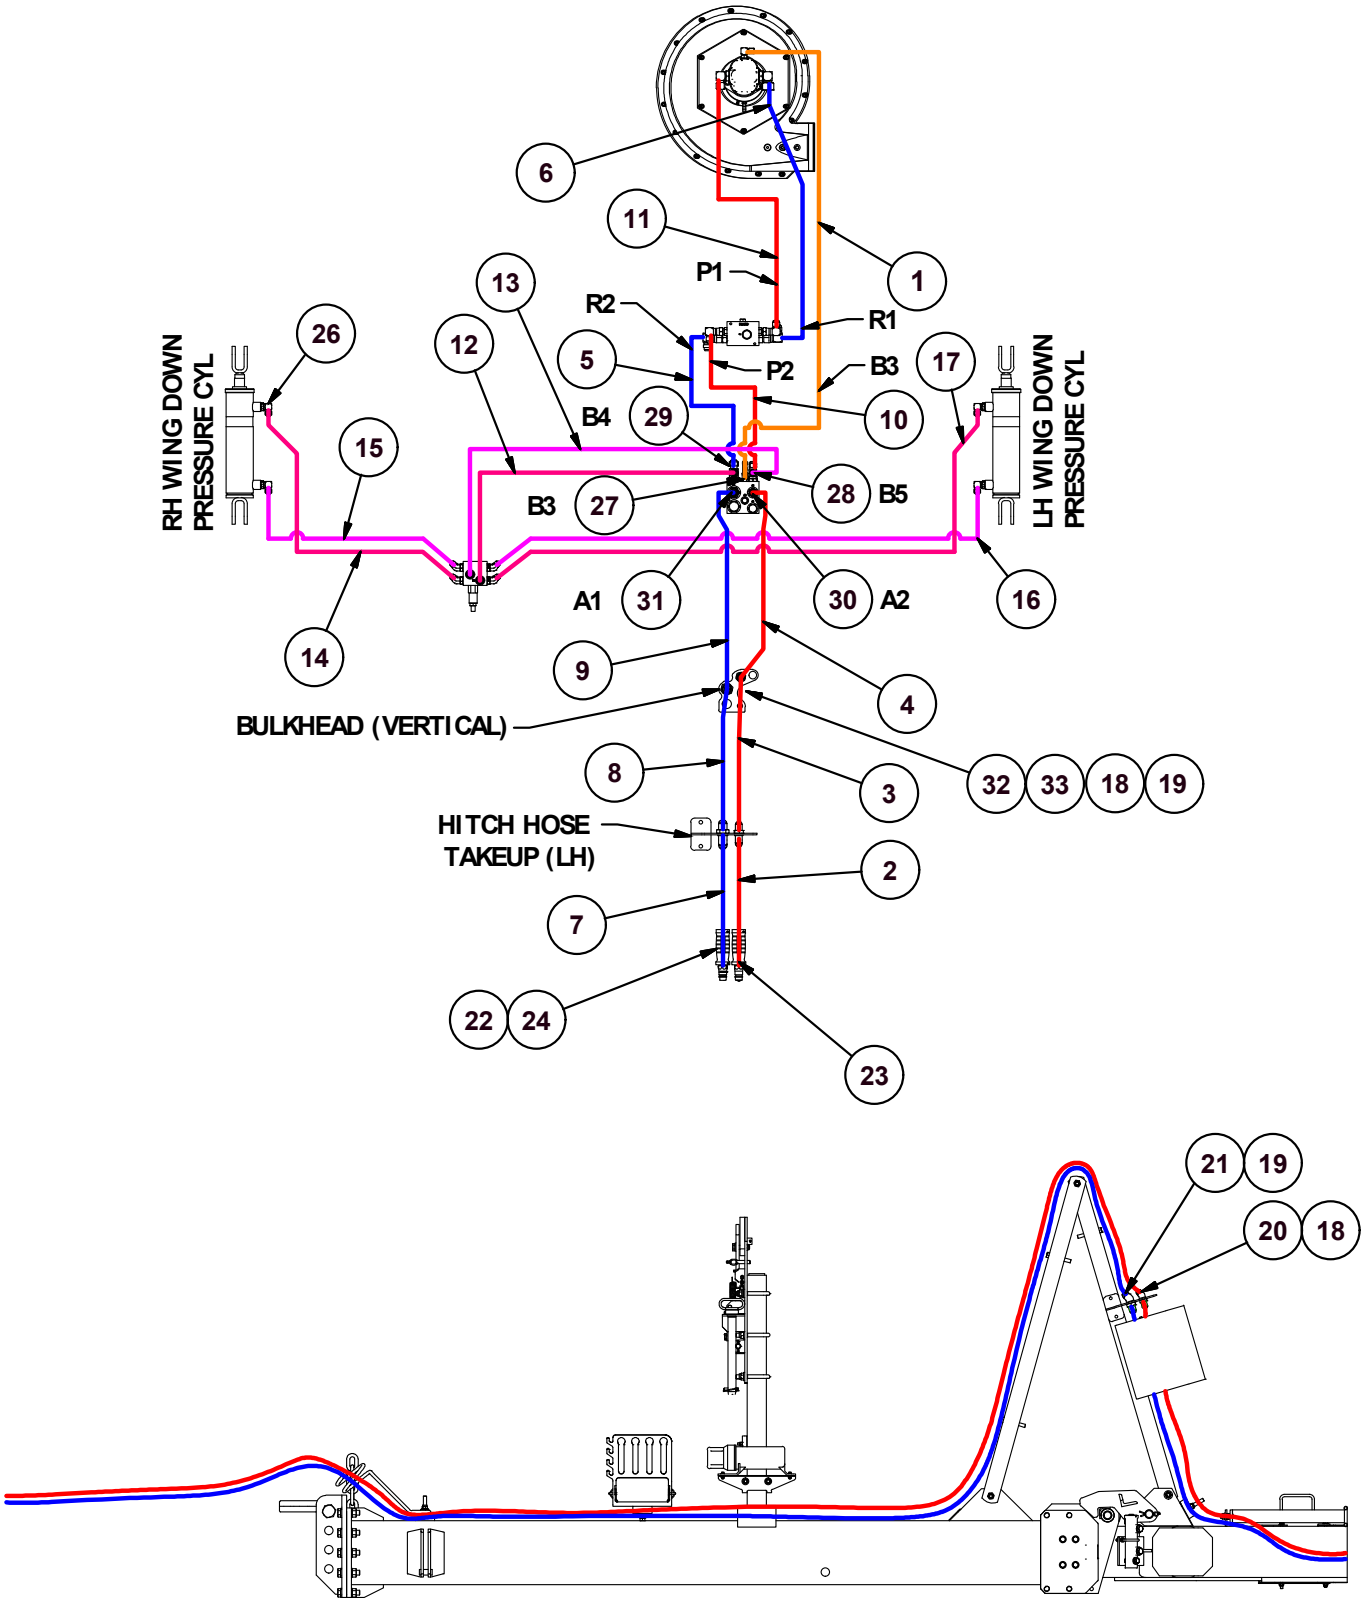 6
11
1
P1
13
R2
R1
26
12
5
P2
B3
17
RH WING DOWN
PRESSURE CYL
LH WING DOWN
PRESSURE CYL
10
B4
29
15
B3
27
28
B5
A1
31
30
A2
16
14
9
4
BULKHEAD (VERTICAL)
8
3
32
33
18
19
HITCH HOSE
TAKEUP (LH)
2
7
22
24
23
21
19
20
18